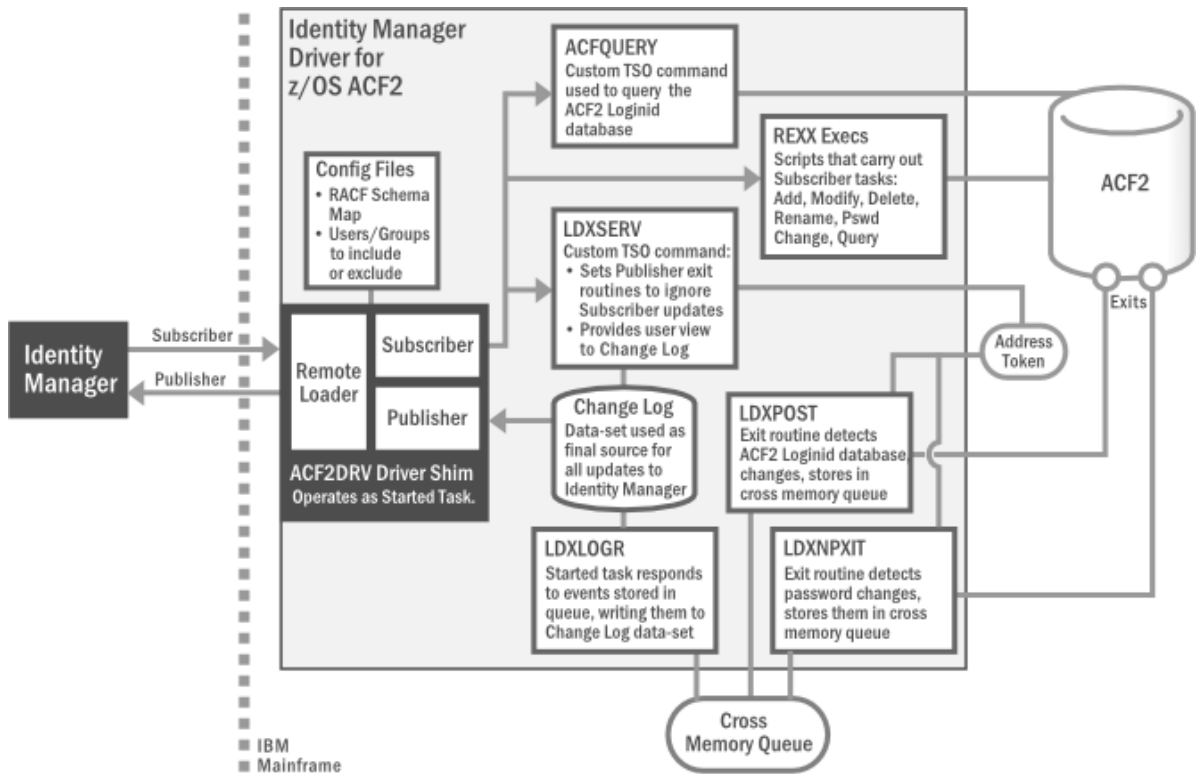 Identity Manager
Driver for
z/OS ACF2
ACFQUERY
Custom TSO command
used to query the
ACF2 Loginid
database
REXX Execs
Scripts that carry out
Subscriber tasks:
Add, Modify, Delete,
Rename, Pswd
Change, Query
ACF2
Exits
Config Files
• RACF Schema
Map
• Users/Groups
to include
or exclude
LDXSERV
Custom TSO command:
• Sets Publisher exit
routines to ignore
Subscriber updates
• Provides user view
to Change Log
Address
Token
Identity
Manager
Subscriber
Publisher
Remote
Loader
Subscriber
Publisher
ACF2DRV Driver Shim
Operates as Started Task.
Change Log
Data-set used as
final source for
all updates to
Identity Manager
LDXPOST
Exit routine detects
ACF2 Loginid database
changes, stores in
cross memory queue
LDXLOGR
Started task responds
to events stored in
queue, writing them to
Change Log data-set
LDXNPXIT
Exit routine detects
password changes,
stores them in cross
memory queue
Cross
Memory Queue
IBM
Mainframe